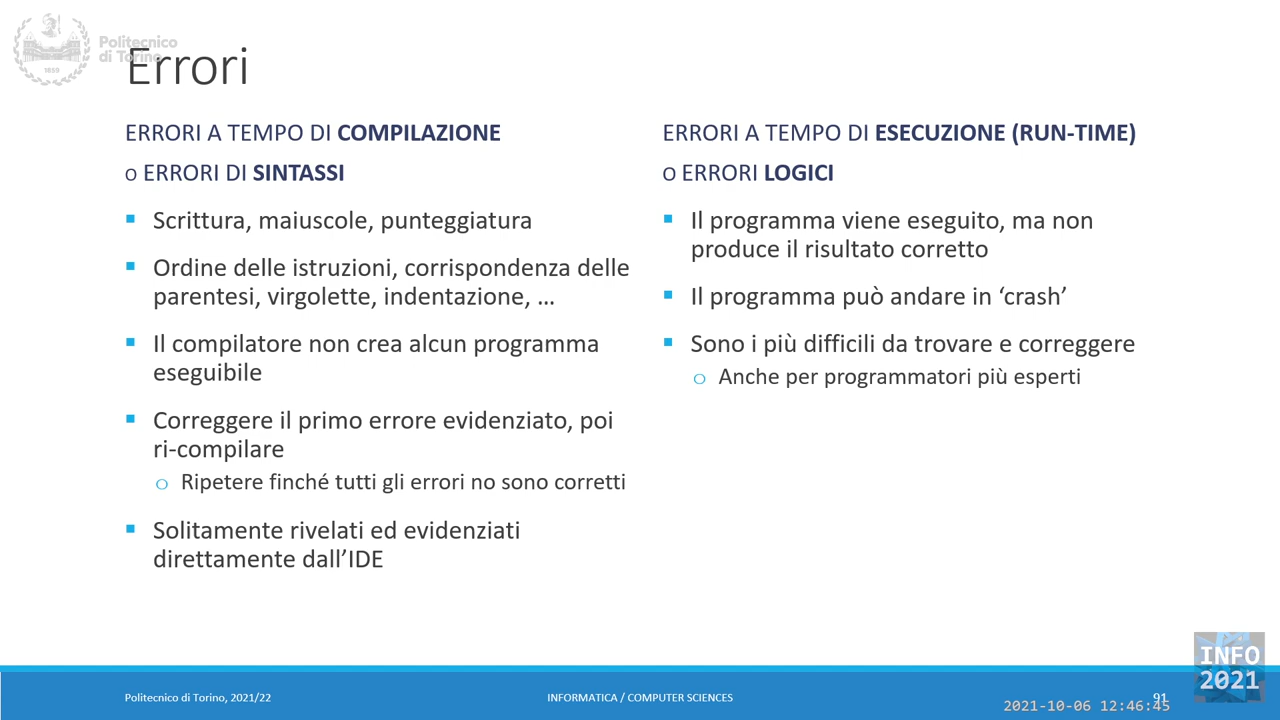 Politecnico
di Torino
1859
Errori
ERRORI A TEMPO DI COMPILAZIONE
O ERRORI DI SINTASSI
Scrittura, maiuscole, punteggiatura
Ordine delle istruzioni, corrispondenza delle
parentesi, virgolette, indentazione, …
Il compilatore non crea alcun programma
eseguibile
Correggere il primo errore evidenziato, poi
ri-compilare
Ripetere finché tutti gli errori no sono corretti
Solitamente rivelati ed evidenziati
direttamente dall’IDE
ERRORI A TEMPO DI ESECUZIONE (RUN-TIME)
O ERRORI LOGICI
Il programma viene eseguito, ma non
produce il risultato corretto
Il programma può andare in ‘crash’
Sono i più difficili da trovare e correggere
Anche per programmatori più esperti
Politecnico di Torino, 2021/22
INFORMATICA / COMPUTER SCIENCES
91
2021-10-06 12:46:45
INFO
2021